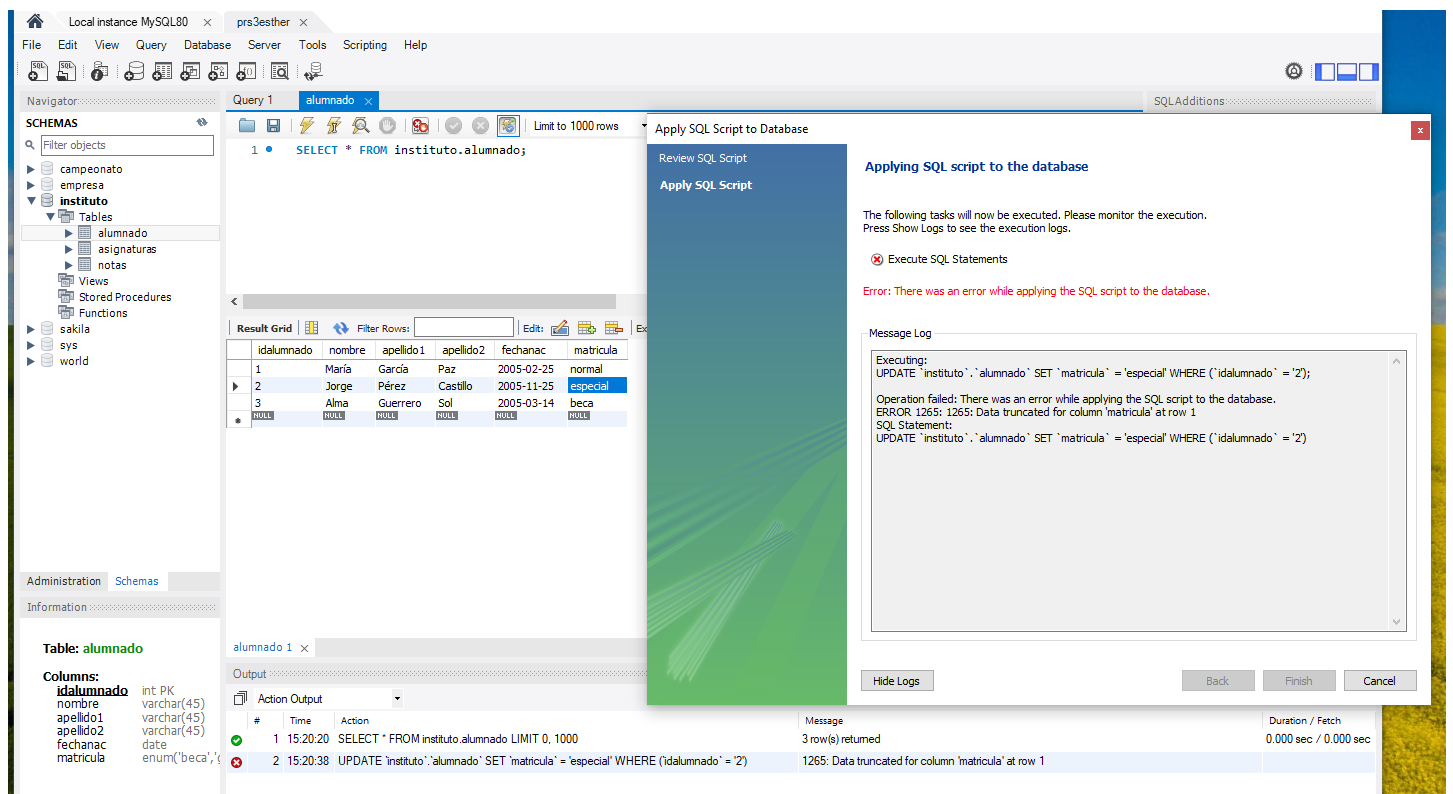 Local instance MySQL80 ×
prs3esther ×
File Edit View Query Database Server Tools Scripting Help
Navigator
SCHEMAS
Filter objects
campeonato
empresa
instituto
Tables
alumnado
asignaturas
notas
Views
Stored Procedures
Functions
sakila
sys
world
Administration Schemas
Information
Table: alumnado
Columns:
idalumnado int PK
nombre varchar(45)
apellido1 varchar(45)
apellido2 varchar(45)
fechanac date
matricula enum('beca','g
Query 1 alumnado ×
Limit to 1000 rows
1 SELECT * FROM instituto.alumnado;
Result Grid Filter Rows: Edit: Ex
idalumnado nombre apellido1 apellido2 fechanac matricula
1 María García Paz 2005-02-25 normal
2 Jorge Pérez Castillo 2005-11-25 especial
3 Alma Guerrero Sol 2005-03-14 beca
NULL NULL NULL NULL NULL NULL
alumnado 1 ×
Output
Action Output
# Time Action Message Duration / Fetch
1 15:20:20 SELECT * FROM instituto.alumnado LIMIT 0, 1000 3 row(s) returned 0.000 sec / 0.000 sec
2 15:20:38 UPDATE `instituto`.`alumnado` SET `matricula` = 'especial' WHERE (`idalumnado` = '2') 1265: Data truncated for column 'matricula' at row 1
SQLAdditions
Apply SQL Script to Database
x
Review SQL Script
Apply SQL Script
Applying SQL script to the database
The following tasks will now be executed. Please monitor the execution.
Press Show Logs to see the execution logs.
Execute SQL Statements
Error: There was an error while applying the SQL script to the database.
Message Log
Executing:
UPDATE `instituto`.`alumnado` SET `matricula` = 'especial' WHERE (`idalumnado` = '2');
Operation failed: There was an error while applying the SQL script to the database.
ERROR 1265: 1265: Data truncated for column 'matricula' at row 1
SQL Statement:
UPDATE `instituto`.`alumnado` SET `matricula` = 'especial' WHERE (`idalumnado` = '2')
Hide Logs Back Finish Cancel